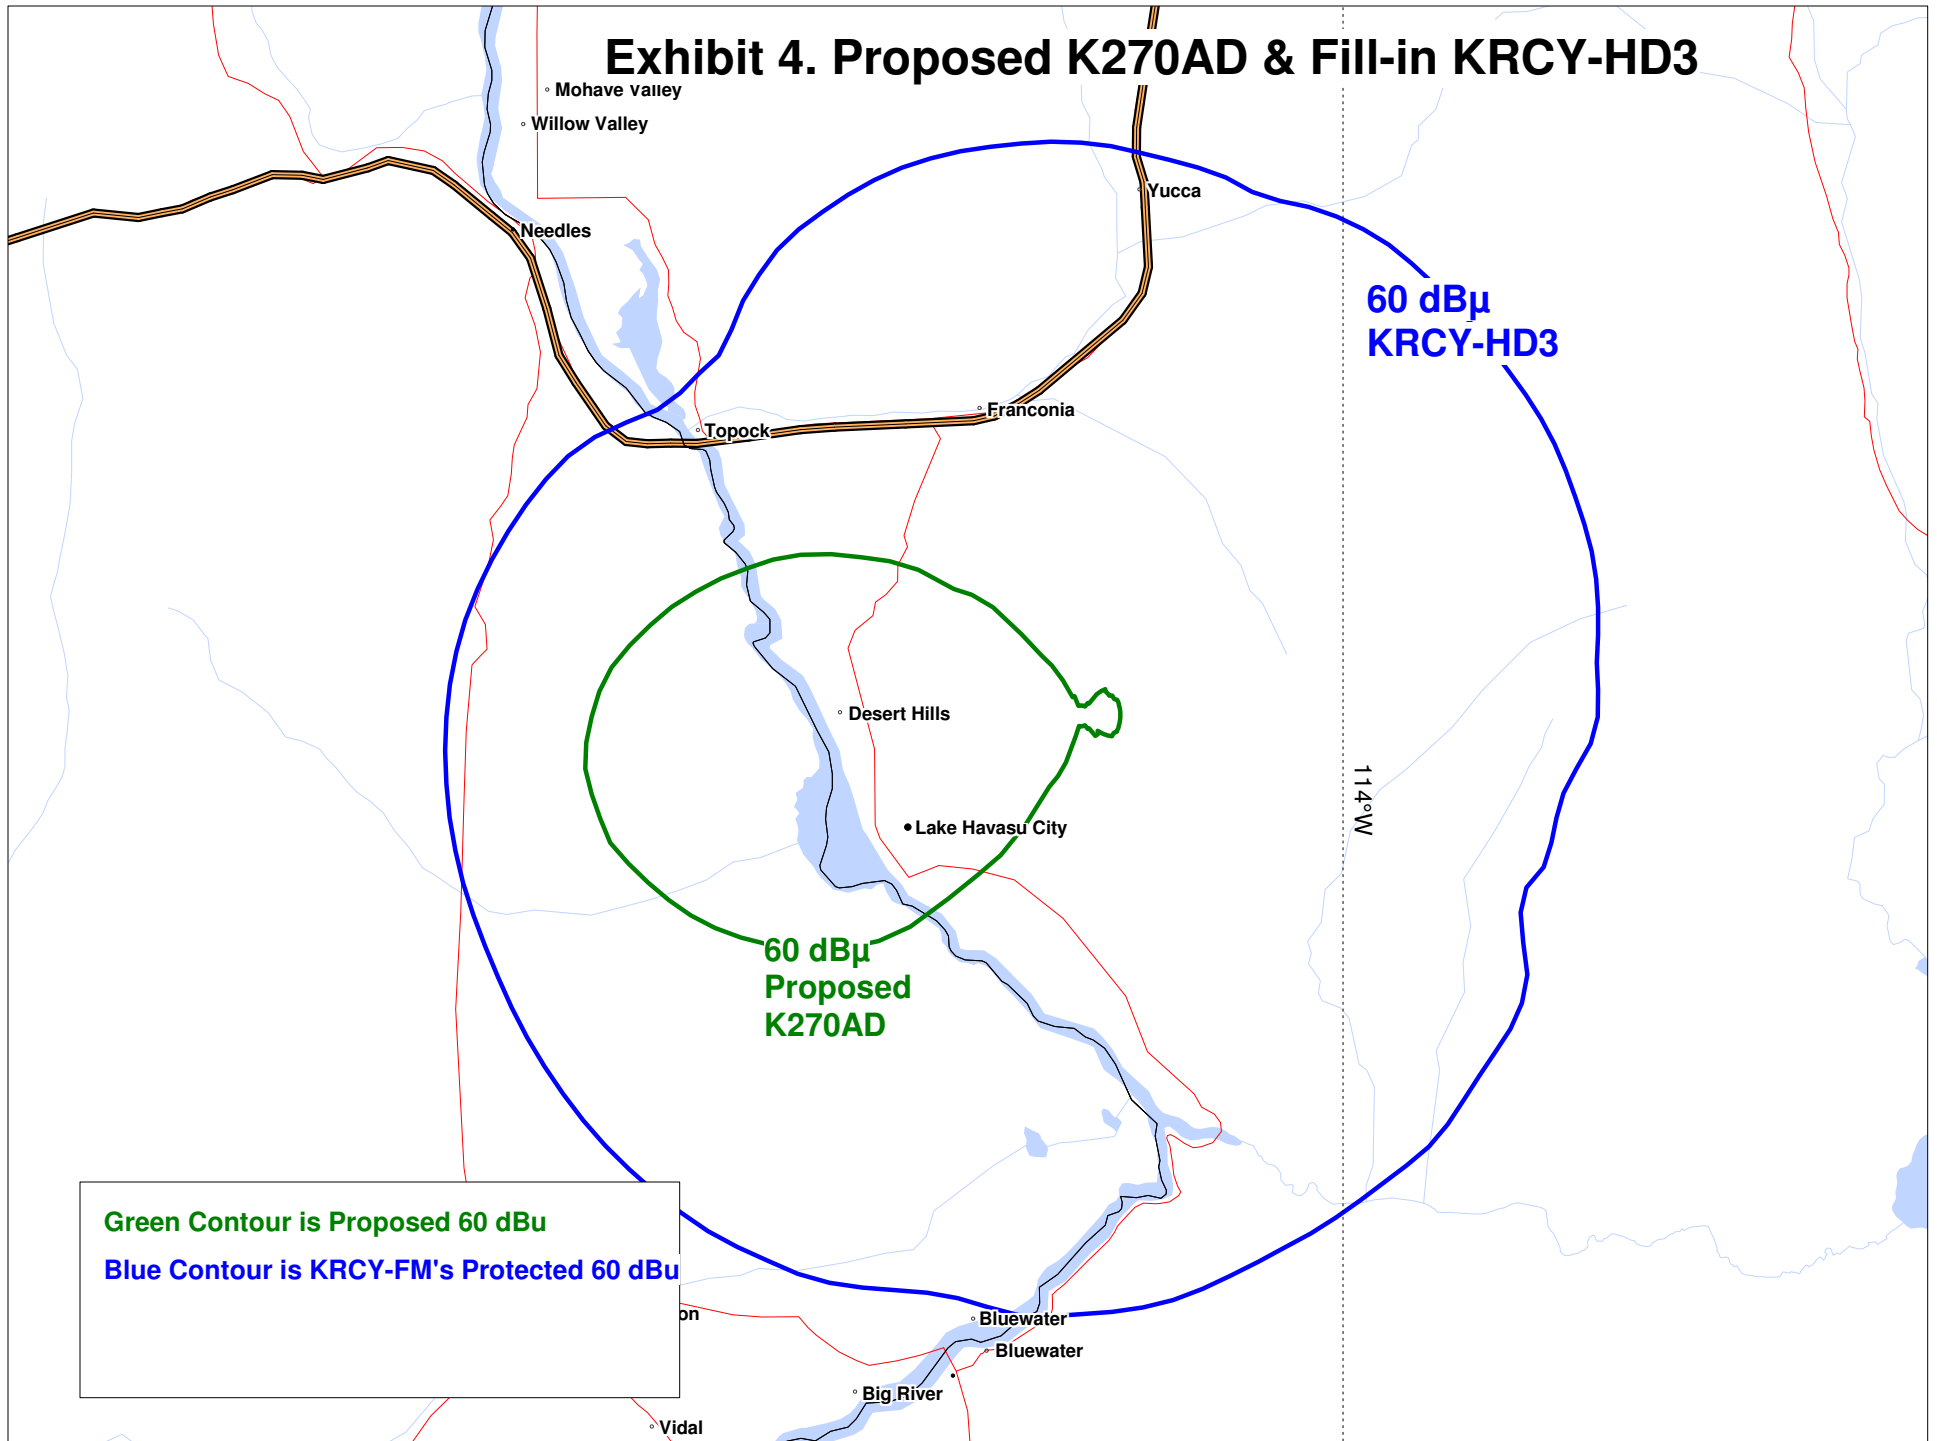 Exhibit 4. Proposed K270AD & Fill-in KRCY-HD3
Mohave Valley
Willow Valley
Yucca
Needles
60 dBµ
KRCY-HD3
Franconia
Topock
Desert Hills
114°W
Lake Havasu City
60 dBµ
Proposed
K270AD
Green Contour is Proposed 60 dBu
Blue Contour is KRCY-FM's Protected 60 dBu
on
Bluewater
Bluewater
Big River
Vidal